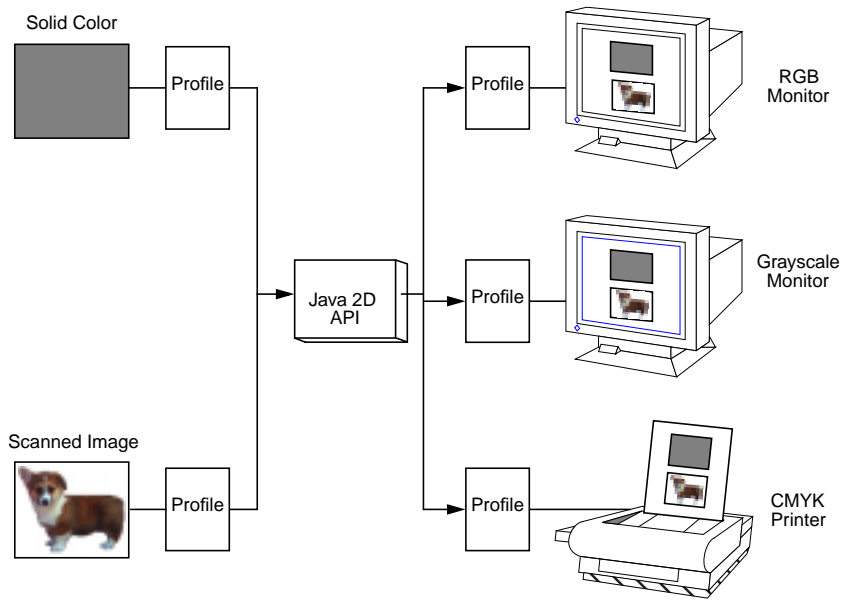 Solid Color
Profile
Profile
RGB
Monitor
Java 2D
API
Profile
Grayscale
Monitor
Scanned Image
Profile
Profile
CMYK
Printer